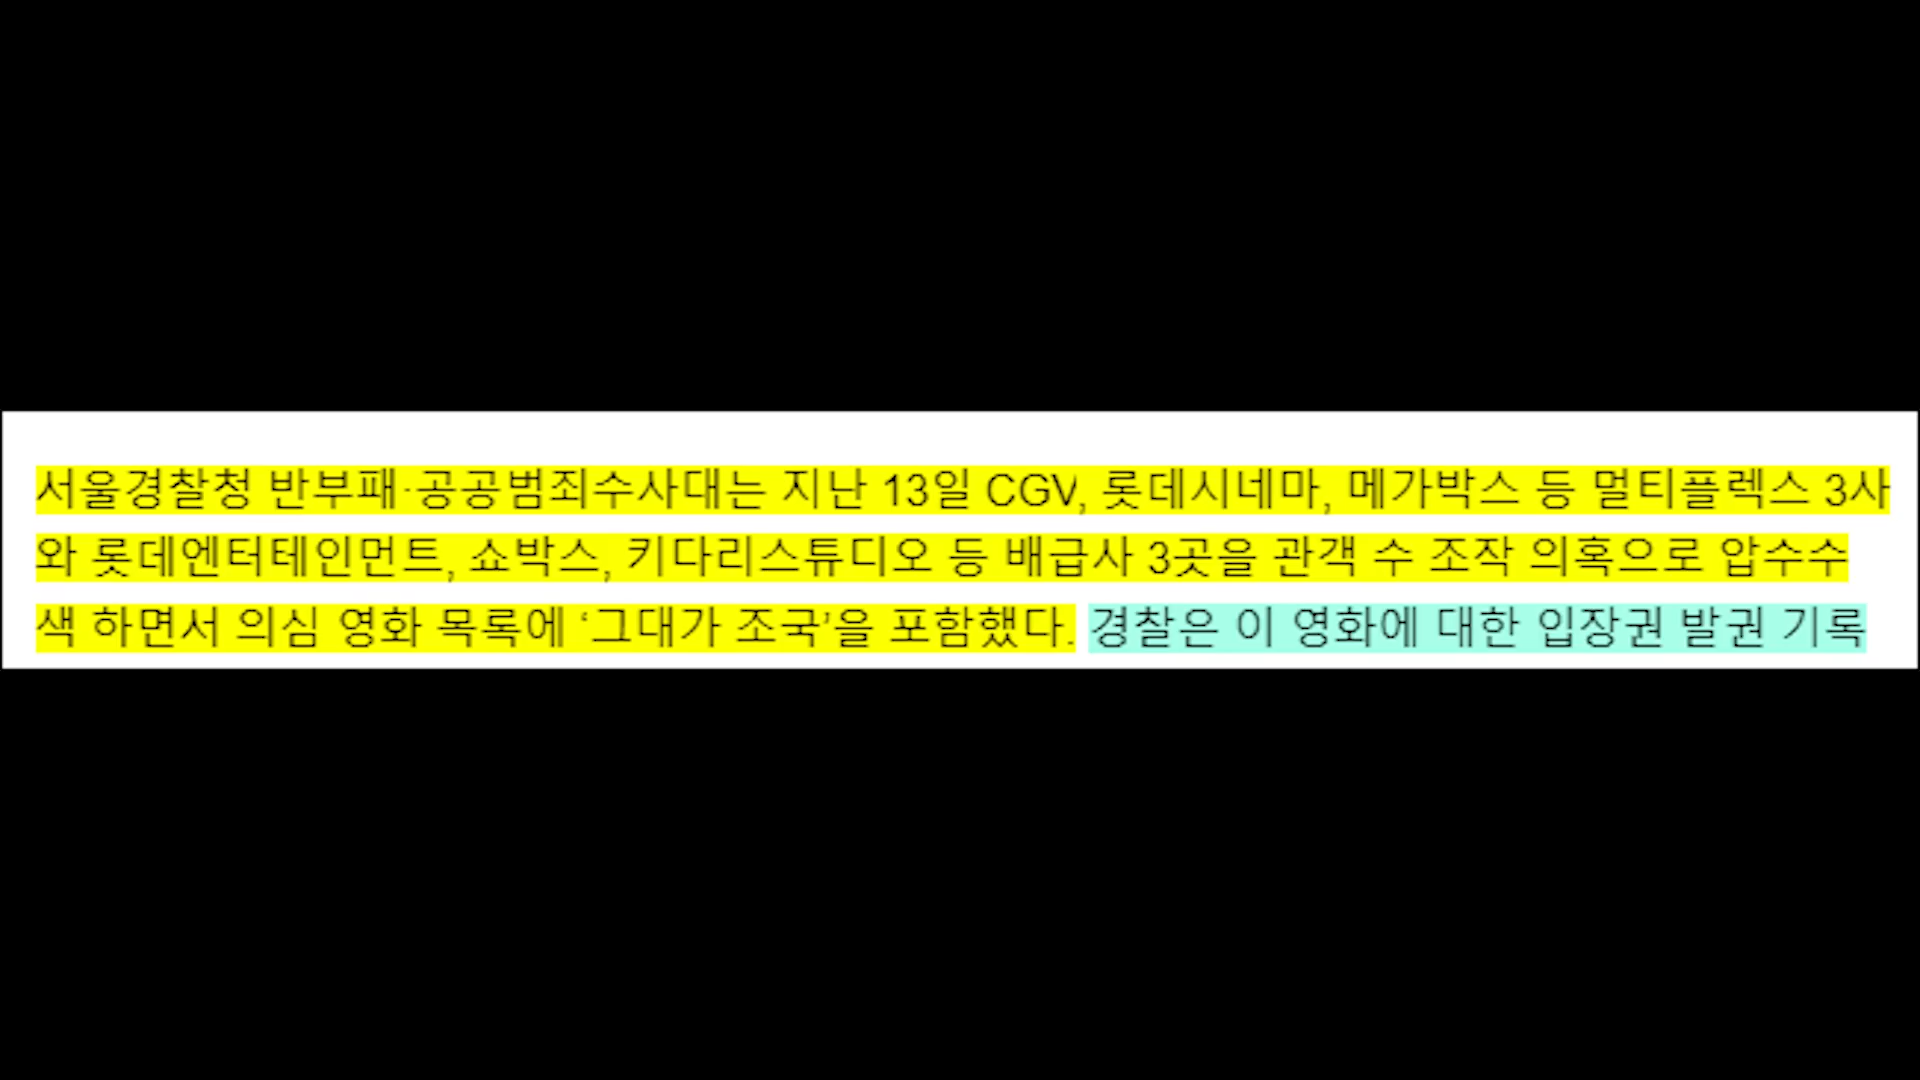 서울경찰청 반부패·공공범죄수사대는 지난 13일 CGV, 롯데시네마, 메가박스 등 멀티플렉스 3사
와 롯데엔터테인먼트, 쇼박스, 키다리스튜디오 등 배급사 3곳을 관객 수 조작 의혹으로 압수수
색 하면서 의심 영화 목록에 ‘그대가 조국’을 포함했다. 경찰은 이 영화에 대한 입장권 발권 기록